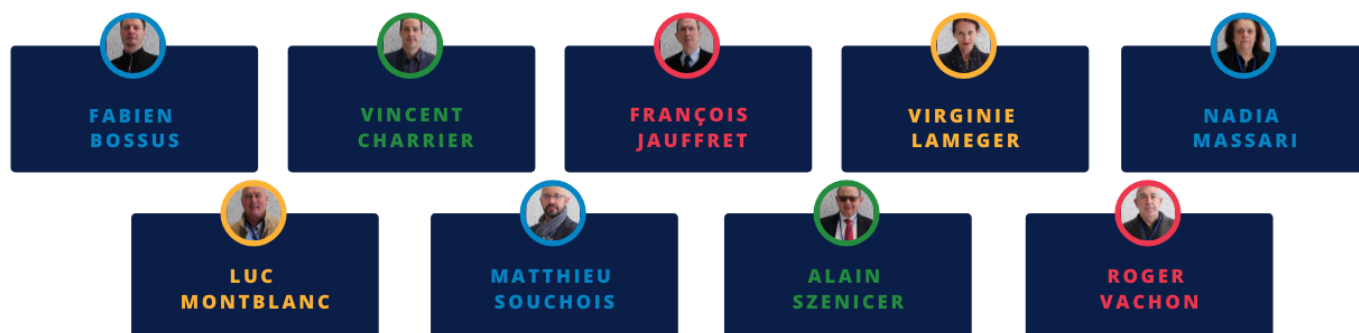 FABIEN
BOSSUS
VINCENT
CHARRIER
FRANÇOIS
JAUFFRET
VIRGINIE
LAMEGER
NADIA
MASSARI
LUC
MONTBLANC
MATTHIEU
SOUCHOIS
ALAIN
SZENICER
ROGER
VACHON